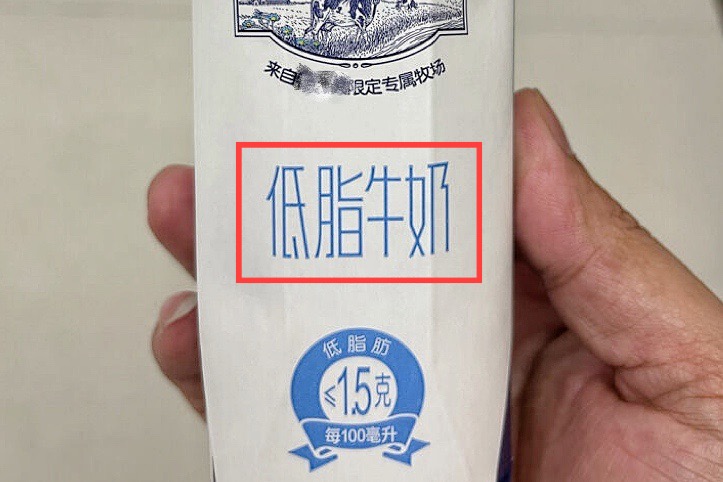 来自限定专属牧场
低脂牛奶
低脂肪
≤1.5克
每100毫升